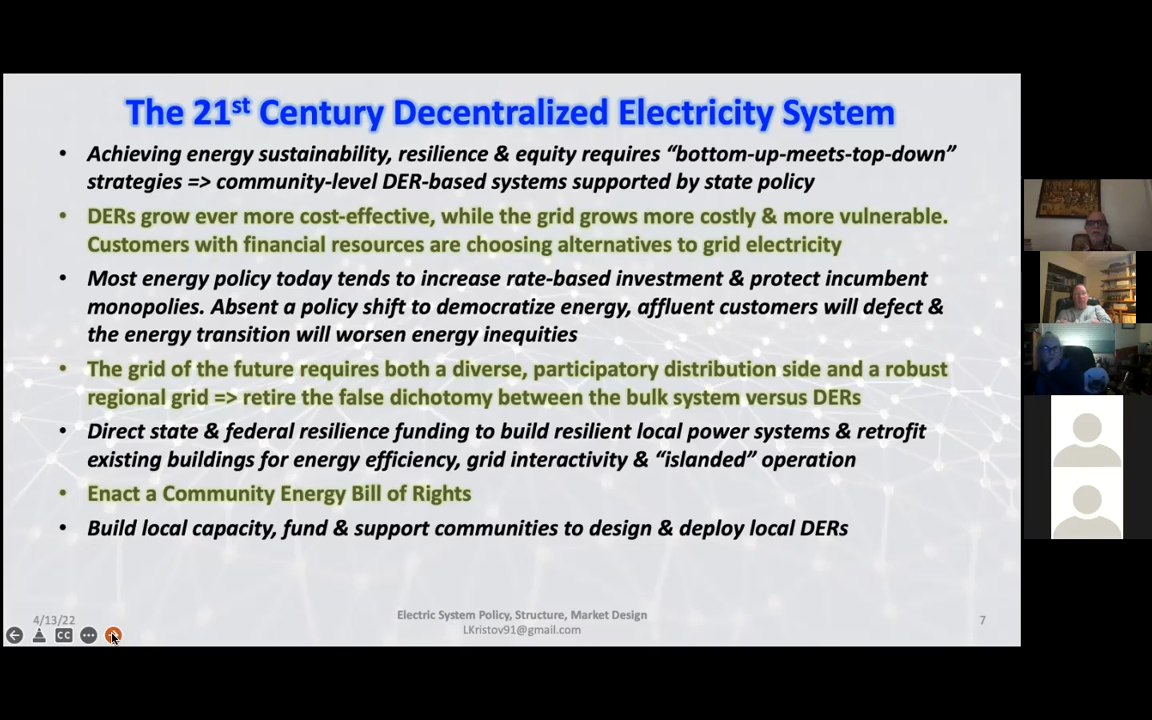 The 21st Century Decentralized Electricity System
• Achieving energy sustainability, resilience & equity requires “bottom-up-meets-top-down”
strategies => community-level DER-based systems supported by state policy
• DERs grow ever more cost-effective, while the grid grows more costly & more vulnerable.
Customers with financial resources are choosing alternatives to grid electricity
• Most energy policy today tends to increase rate-based investment & protect incumbent
monopolies. Absent a policy shift to democratize energy, affluent customers will defect &
the energy transition will worsen energy inequities
• The grid of the future requires both a diverse, participatory distribution side and a robust
regional grid => retire the false dichotomy between the bulk system versus DERs
• Direct state & federal resilience funding to build resilient local power systems & retrofit
existing buildings for energy efficiency, grid interactivity & “islanded” operation
• Enact a Community Energy Bill of Rights
• Build local capacity, fund & support communities to design & deploy local DERs
4/13/22
Electric System Policy, Structure, Market Design
LKristov91@gmail.com
7
CC